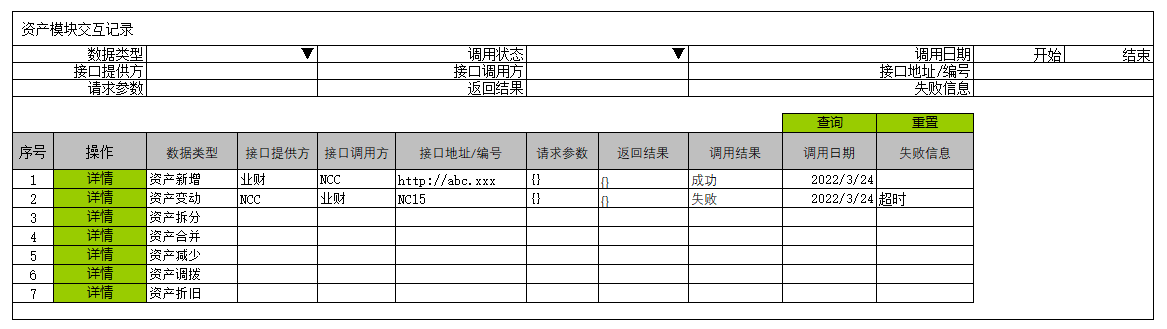 资产模块交互记录
数据类型 ▼ 调用状态 ▼ 调用日期 开始 结束
接口提供方 接口调用方 接口地址/编号
请求参数 返回结果 失败信息
查询 重置
序号 操作 数据类型 接口提供方 接口调用方 接口地址/编号 请求参数 返回结果 调用结果 调用日期 失败信息
1 详情 资产新增 业财 NCC http://abc.xxx {} {} 成功 2022/3/24
2 详情 资产变动 NCC 业财 NC15 {} {} 失败 2022/3/24 超时
3 详情 资产拆分
4 详情 资产合并
5 详情 资产减少
6 详情 资产调拨
7 详情 资产折旧